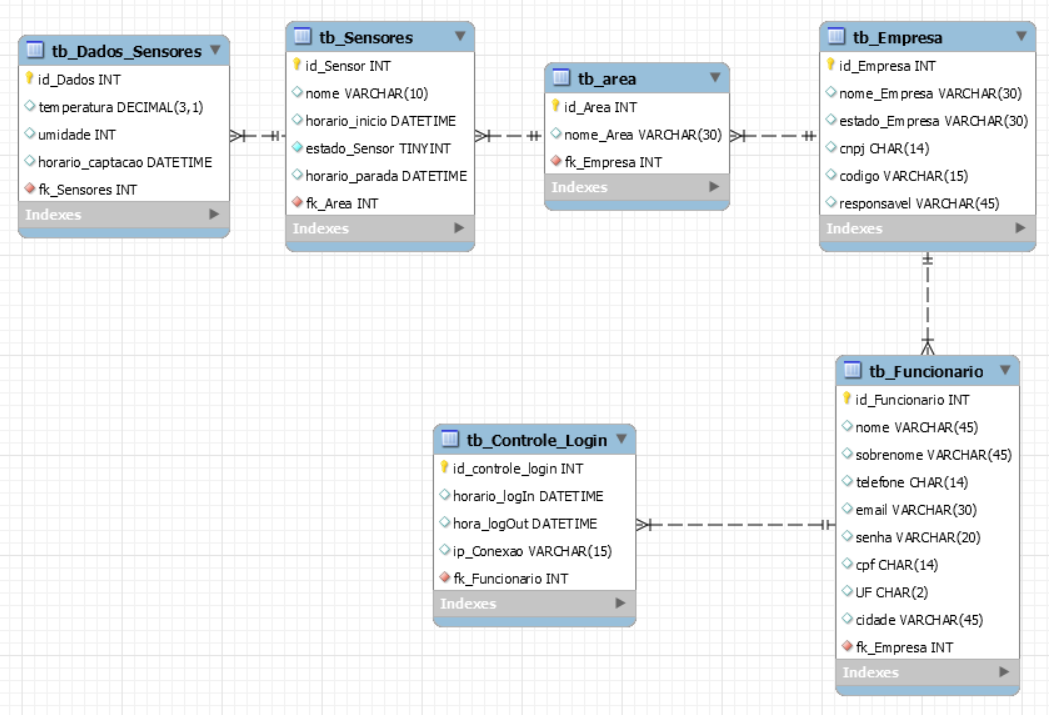 tb_Dados_Sensores
id_Dados INT
temperatura DECIMAL(3,1)
umidade INT
horario_captacao DATETIME
fk_Sensores INT
Indexes
tb_Sensores
id_Sensor INT
nome VARCHAR(10)
horario_inicio DATETIME
estado_Sensor TINYINT
horario_parada DATETIME
fk_Area INT
Indexes
tb_area
id_Area INT
nome_Area VARCHAR(30)
fk_Empresa INT
Indexes
tb_Empresa
id_Empresa INT
nome_Empresa VARCHAR(30)
estado_Empresa VARCHAR(30)
cnpj CHAR(14)
codigo VARCHAR(15)
responsavel VARCHAR(45)
Indexes
tb_Controle_Login
id_controle_login INT
horario_logIn DATETIME
hora_logOut DATETIME
ip_Conexao VARCHAR(15)
fk_Funcionario INT
Indexes
tb_Funcionario
id_Funcionario INT
nome VARCHAR(45)
sobrenome VARCHAR(45)
telefone CHAR(14)
email VARCHAR(30)
senha VARCHAR(20)
cpf CHAR(14)
UF CHAR(2)
cidade VARCHAR(45)
fk_Empresa INT
Indexes